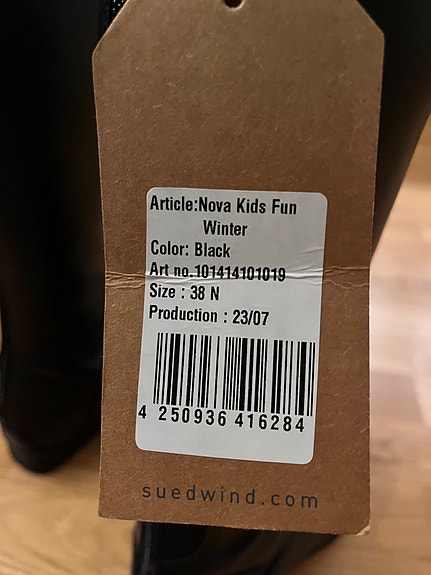 Article:Nova Kids Fun
Winter
Color: Black
Art no.101414101019
Size : 38 N
Production : 23/07
4 250936 416284
suedwind.com